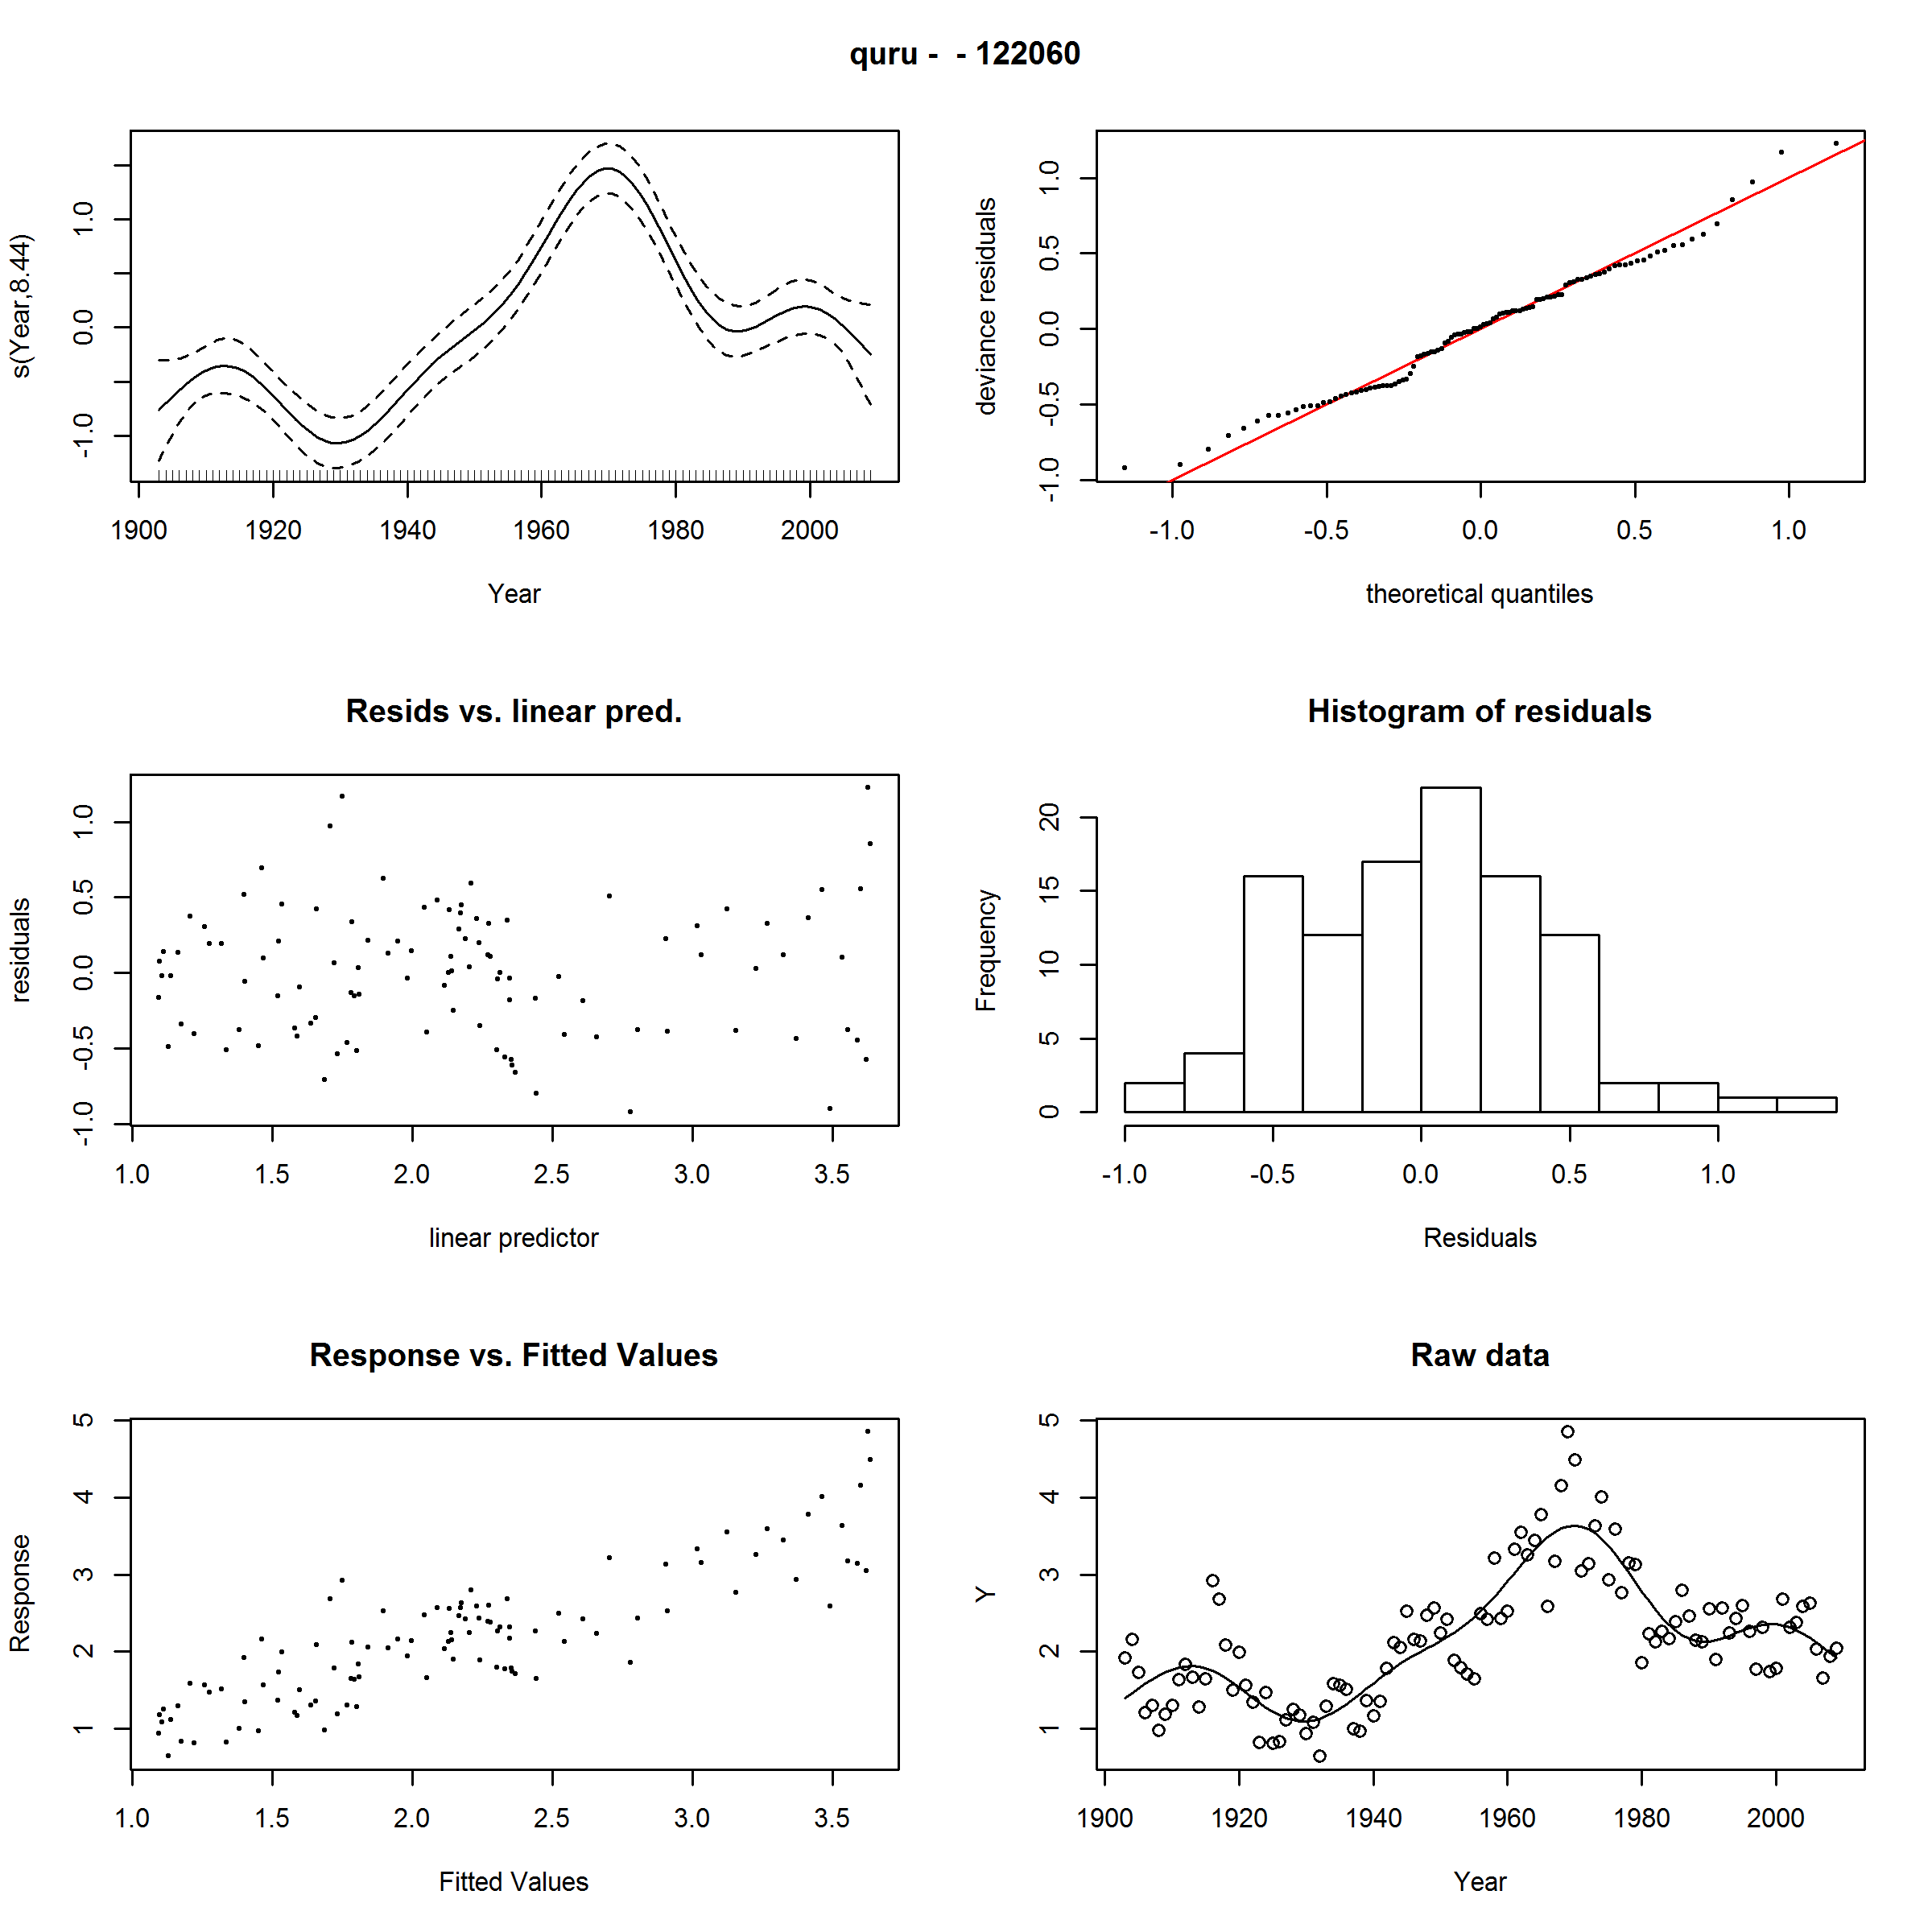 quru -  - 122060
s(Year,8.44)
-1.0 0.0 1.0
1900 1920 1940 1960 1980 2000
Year
deviance residuals
-1.0 -0.5 0.0 0.5 1.0
-1.0 -0.5 0.0 0.5 1.0
theoretical quantiles
Resids vs. linear pred.
residuals
-1.0 -0.5 0.0 0.5 1.0
1.0 1.5 2.0 2.5 3.0 3.5
linear predictor
Histogram of residuals
Frequency
0 5 10 15 20
-1.0 -0.5 0.0 0.5 1.0
Residuals
Response vs. Fitted Values
Response
1 2 3 4 5
1.0 1.5 2.0 2.5 3.0 3.5
Fitted Values
Raw data
Y
1 2 3 4 5
1900 1920 1940 1960 1980 2000
Year